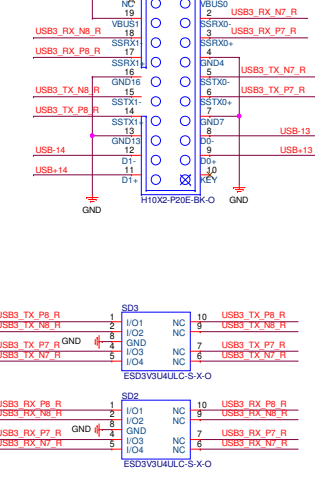 NC VBUS0
19 2 USB3_RX_N7_R
VBUS1 SSRX0-
USB3_RX_N8_R 18 3 USB3_RX_P7_R
SSRX1- SSRX0+
USB3_RX_P8_R 17 4
SSRX1+ GND4
16 5 USB3_TX_N7_R
GND16 SSTX0-
USB3_TX_N8_R 15 6 USB3_TX_P7_R
SSTX1- SSTX0+
USB3_TX_P8_R 14 7
SSTX1+ GND7
13 8 USB-13
GND13 D0-
USB-14 12 9 USB+13
D1- D0+
USB+14 11 10
D1+ KEY
GND H10X2-P20E-BK-O GND
SD3
USB3_TX_P8_R 1 I/O1 NC 10 USB3_TX_P8_R
USB3_TX_N8_R 2 I/O2 NC 9 USB3_TX_N8_R
GND 8 GND
USB3_TX_P7_R 4 I/O3 NC 7 USB3_TX_P7_R
USB3_TX_N7_R 5 I/O4 NC 6 USB3_TX_N7_R
ESD3V3U4ULC-S-X-O
SD2
USB3_RX_P8_R 1 I/O1 NC 10 USB3_RX_P8_R
USB3_RX_N8_R 2 I/O2 NC 9 USB3_RX_N8_R
GND 8 GND
USB3_RX_P7_R 4 I/O3 NC 7 USB3_RX_P7_R
USB3_RX_N7_R 5 I/O4 NC 6 USB3_RX_N7_R
ESD3V3U4ULC-S-X-O